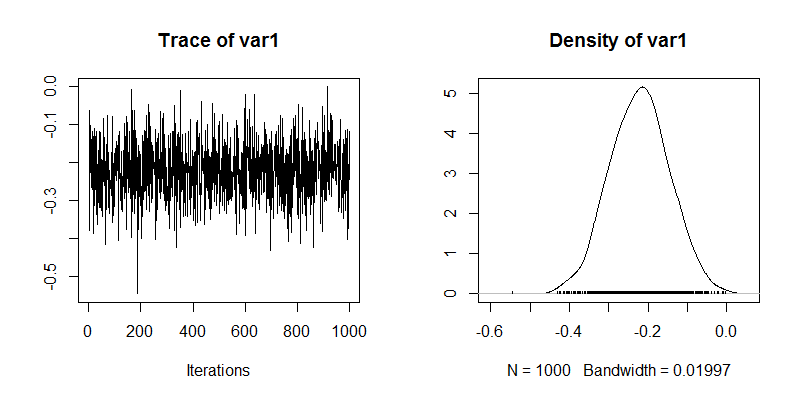 Trace of var1
0.0
-0.1
-0.3
-0.5
0 200 400 600 800 1000
Iterations
Density of var1
5
4
3
2
1
0
-0.6 -0.4 -0.2 0.0
N = 1000 Bandwidth = 0.01997